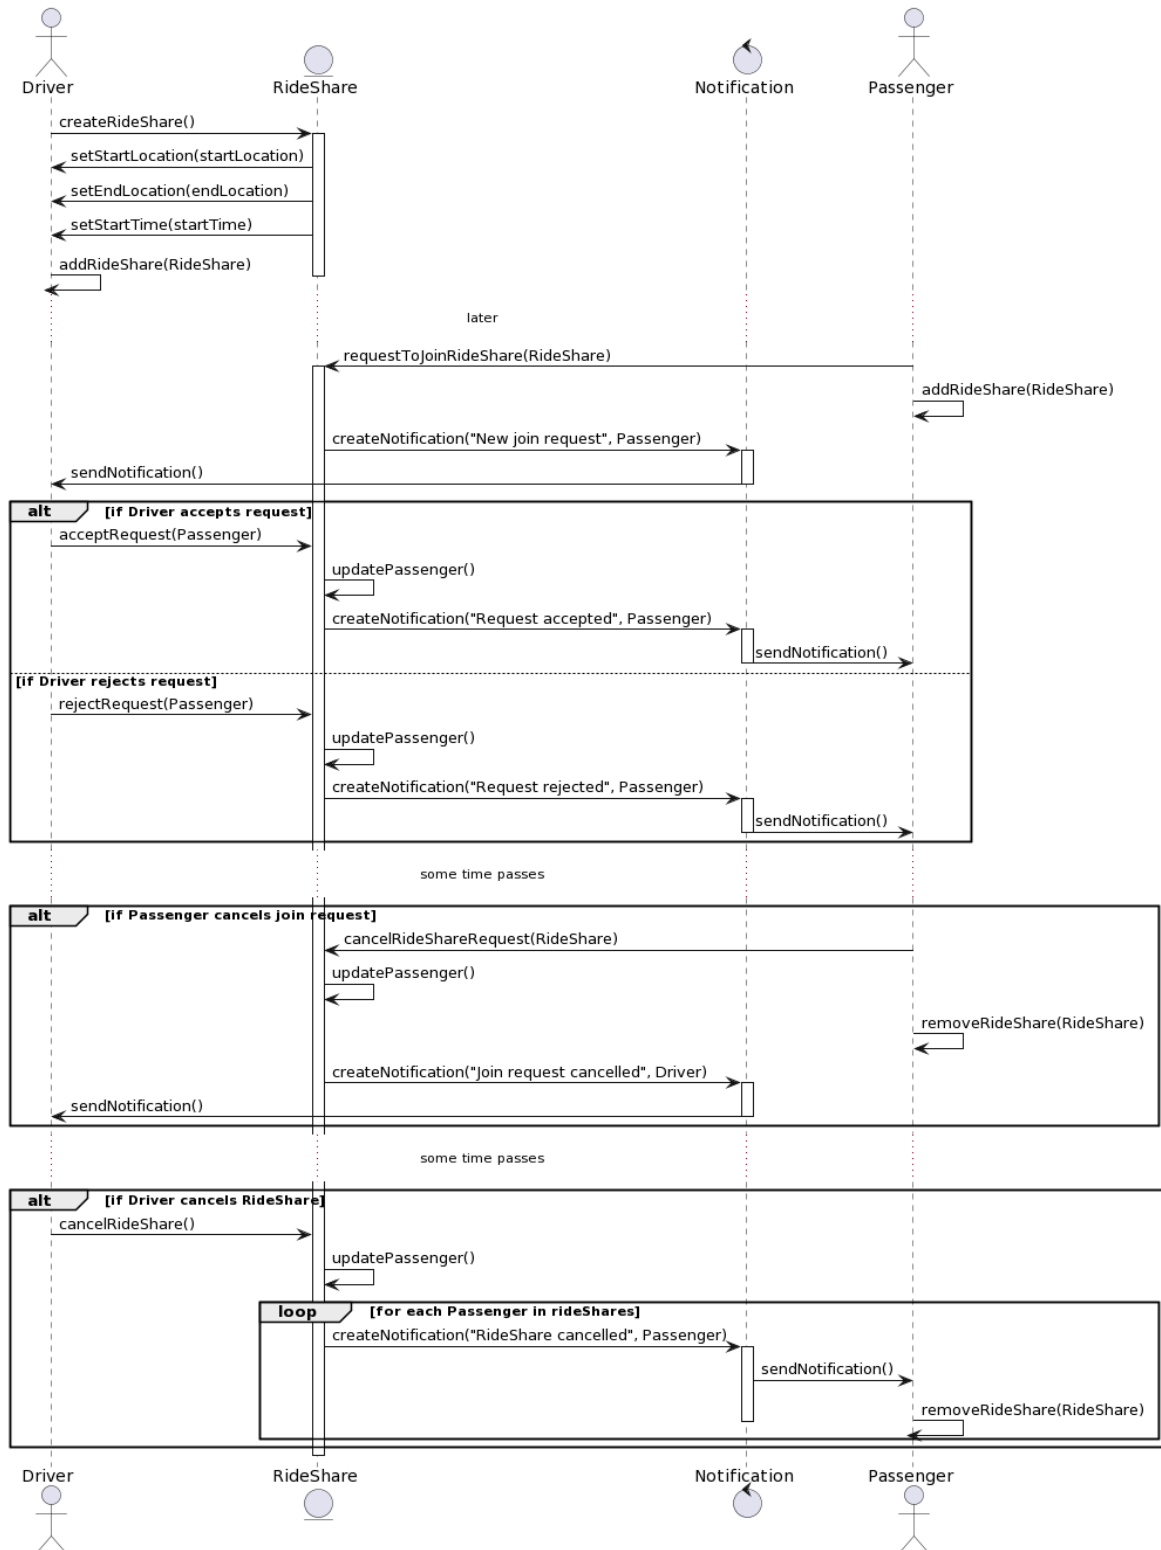 Driver RideShare Notification Passenger
createRideShare()
setStartLocation(startLocation)
setEndLocation(endLocation)
setStartTime(startTime)
addRideShare(RideShare)
later
requestToJoinRideShare(RideShare)
addRideShare(RideShare)
createNotification("New join request", Passenger)
sendNotification()
alt [if Driver accepts request]
acceptRequest(Passenger)
updatePassenger()
createNotification("Request accepted", Passenger)
sendNotification()
[if Driver rejects request]
rejectRequest(Passenger)
updatePassenger()
createNotification("Request rejected", Passenger)
sendNotification()
some time passes
alt [if Passenger cancels join request]
cancelRideShareRequest(RideShare)
updatePassenger()
removeRideShare(RideShare)
createNotification("Join request cancelled", Driver)
sendNotification()
some time passes
alt [if Driver cancels RideShare]
cancelRideShare()
updatePassenger()
loop [for each Passenger in rideShares]
createNotification("RideShare cancelled", Passenger)
sendNotification()
removeRideShare(RideShare)
Driver RideShare Notification Passenger